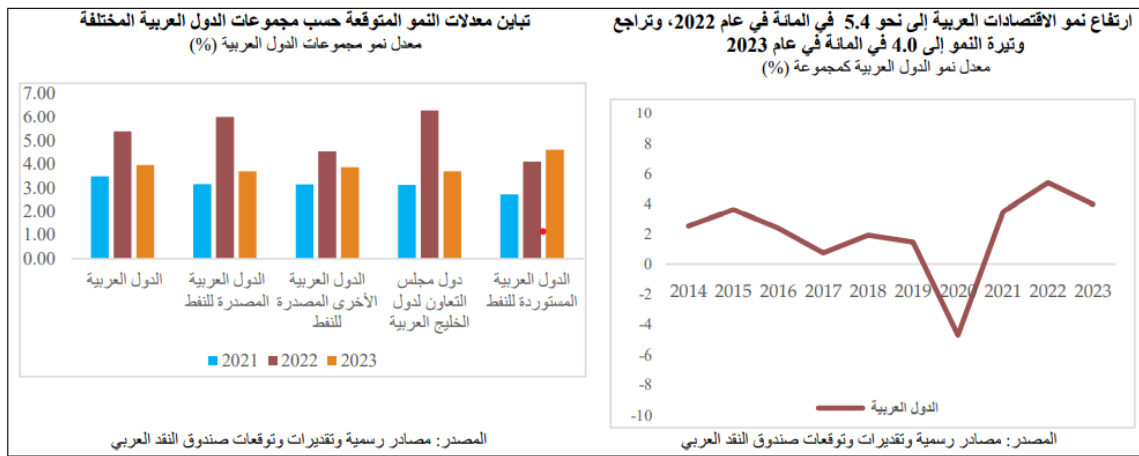 ارتفاع نمو الاقتصادات العربية إلى نحو 5.4 في المائة في عام 2022، وتراجع
وتيرة النمو إلى 4.0 في المائة في عام 2023
معدل نمو الدول العربية كمجموعة (%)
10
8
6
4
2
0
-2
-4
-6
-8
-10
2014 2015 2016 2017 2018 2019 2020 2021 2022 2023
الدول العربية
المصدر: مصادر رسمية وتقديرات وتوقعات صندوق النقد العربي
تباين معدلات النمو المتوقعة حسب مجموعات الدول العربية المختلفة
معدل نمو مجموعات الدول العربية (%)
7.00
6.00
5.00
4.00
3.00
2.00
1.00
0.00
الدول العربية
الدول العربية
المصدرة للنفط
الدول العربية
الأخرى المصدرة
للنفط
دول مجلس
التعاون لدول
الخليج العربية
الدول العربية
المستوردة للنفط
2021 2022 2023
المصدر: مصادر رسمية وتقديرات وتوقعات صندوق النقد العربي